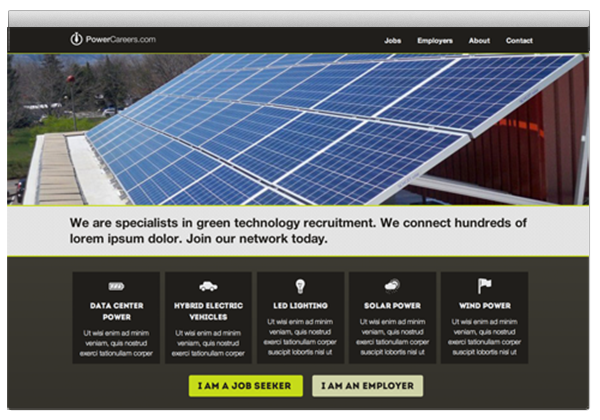 PowerCareers.com
Jobs Employers About Contact
We are specialists in green technology recruitment. We connect hundreds of
lorem ipsum dolor. Join our network today.
DATA CENTER
POWER
Ut wisi enim ad minim
veniam, quis nostrud
exerci tationullam corper
HYBRID ELECTRIC
VEHICLES
Ut wisi enim ad minim
veniam, quis nostrud
exerci tationullam corper
LED LIGHTING
Ut wisi enim ad minim
veniam, quis nostrud
exerci tationullam corper
suscipit lobortis nisl ut
SOLAR POWER
Ut wisi enim ad minim
veniam, quis nostrud
exerci tationullam corper
suscipit lobortis nisl ut
WIND POWER
Ut wisi enim ad minim
veniam, quis nostrud
exerci tationullam corper
suscipit lobortis nisl ut
I AM A JOB SEEKER
I AM AN EMPLOYER